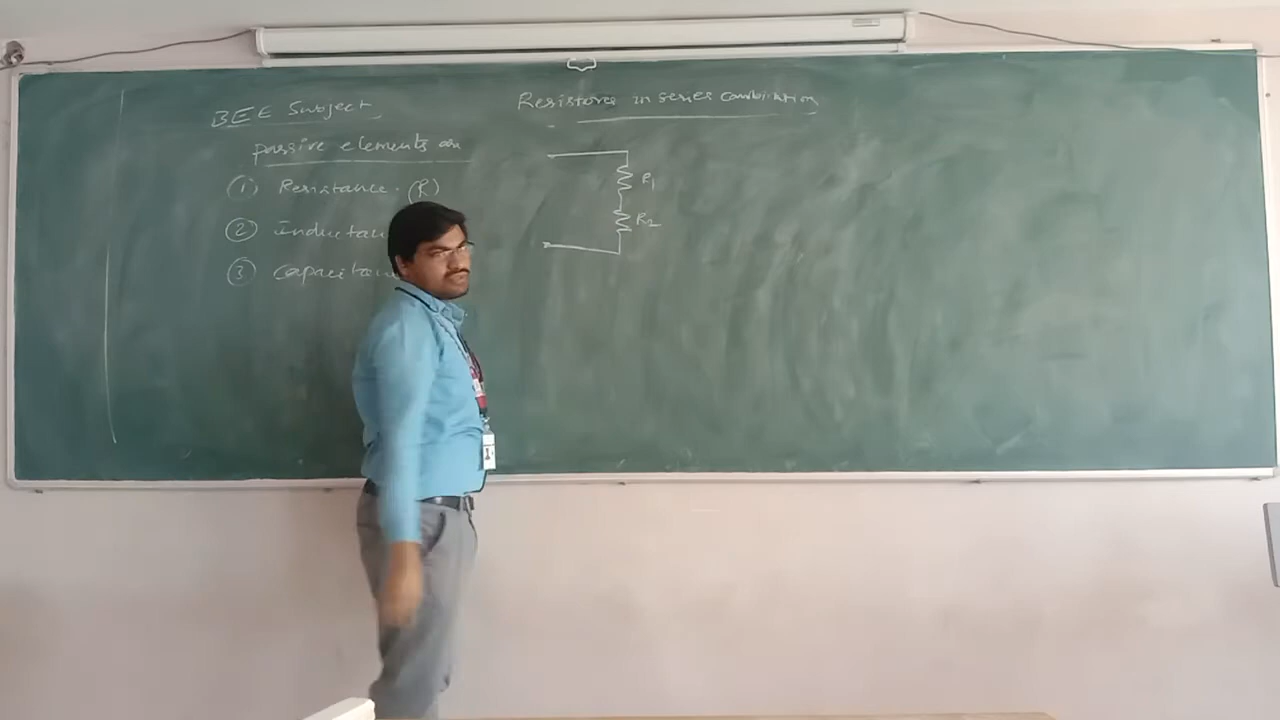 BEE Subject
passive elements are
① Resistance. (R)
② Inductan
③ Capacitan
Resistores in series combination
R1
R2